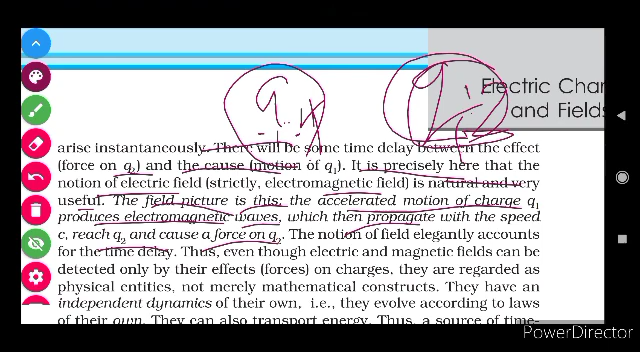 Electric Char
and Fields
q
arise instantaneously. There will be some time delay between the effect
(force on q2) and the cause (motion of q1). It is precisely here that the
notion of electric field (strictly, electromagnetic field) is natural and very
useful. The field picture is this: the accelerated motion of charge q1
produces electromagnetic waves, which then propagate with the speed
c, reach q2 and cause a force on q2. The notion of field elegantly accounts
for the time delay. Thus, even though electric and magnetic fields can be
detected only by their effects (forces) on charges, they are regarded as
physical entities, not merely mathematical constructs. They have an
independent dynamics of their own, i.e., they evolve according to laws
of their own. They can also transport energy. Thus, a source of time-
PowerDirector